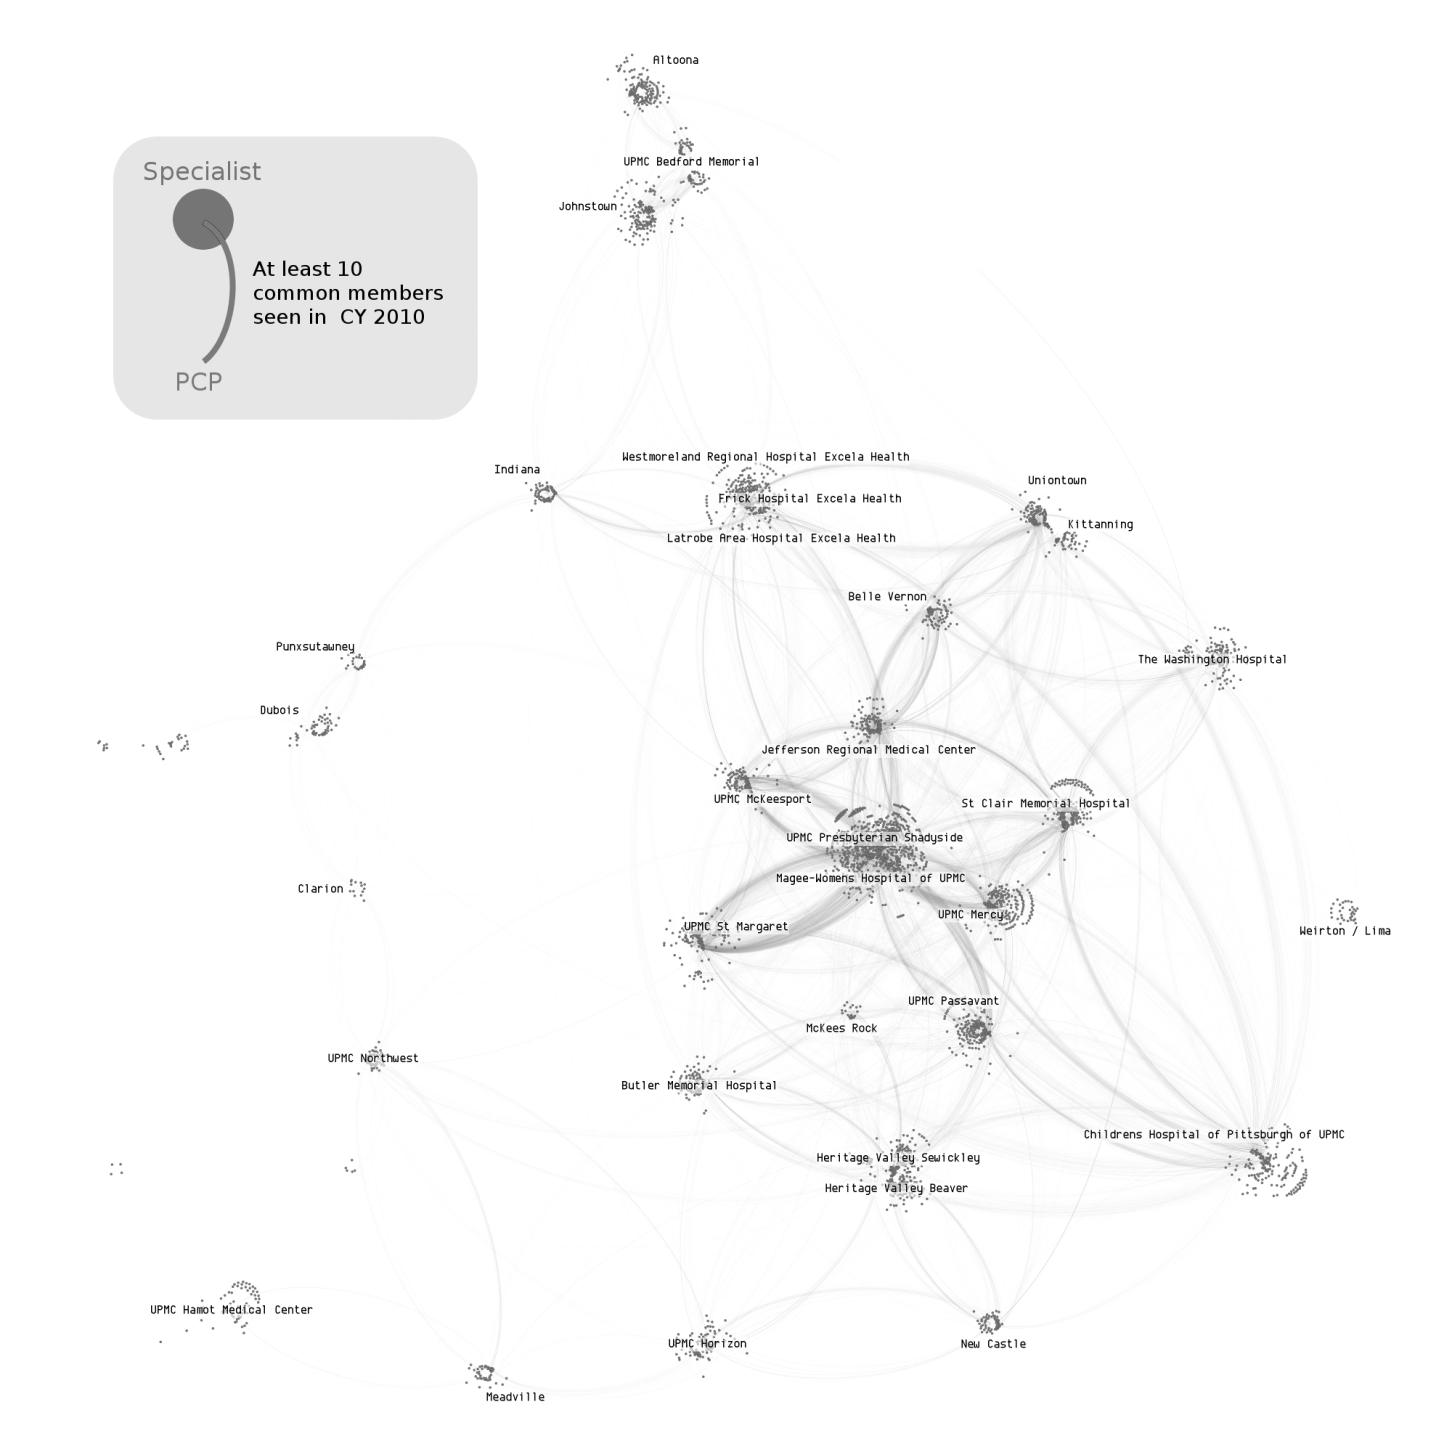 Altoona
UPMC Bedford Memorial
Johnstown
Specialist
At least 10
common members
seen in  CY 2010
PCP
Westmoreland Regional Hospital Excela Health
Indiana
Uniontown
Frick Hospital Excela Health
Kittanning
Latrobe Area Hospital Excela Health
Belle Vernon
Punxsutawney
The Washington Hospital
Dubois
Jefferson Regional Medical Center
UPMC McKeesport
St Clair Memorial Hospital
UPMC Presbyterian Shadyside
Magee-Womens Hospital of UPMC
Clarion
UPMC Mercy
UPMC St Margaret
Weirton / Lima
UPMC Passavant
McKees Rock
UPMC Northwest
Butler Memorial Hospital
Childrens Hospital of Pittsburgh of UPMC
Heritage Valley Sewickley
Heritage Valley Beaver
UPMC Hamot Medical Center
UPMC Horizon
New Castle
Meadville